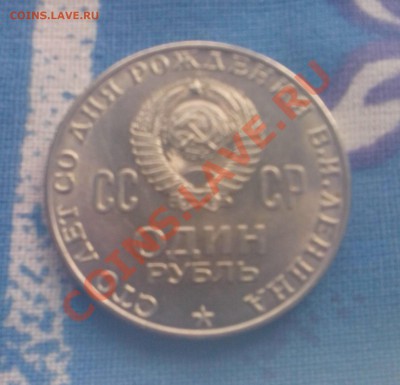 COINS.LAVE.RU
СТО ЛЕТ СО ДНЯ РОЖДЕНИЯ В.И.ЛЕНИНА
СС СР
ОДИН
РУБЛЬ
COINS.LAVE.RU